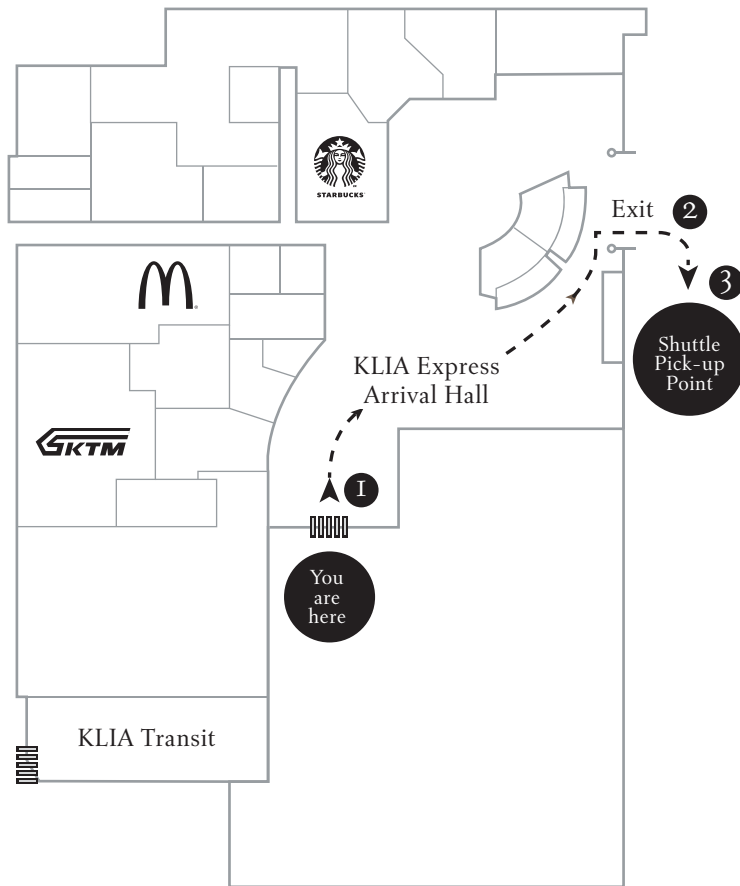 STARBUCKS
Exit
2
3
Shuttle
Pick-up
Point
KLIA Express
Arrival Hall
KTM
1
You
are
here
KLIA Transit